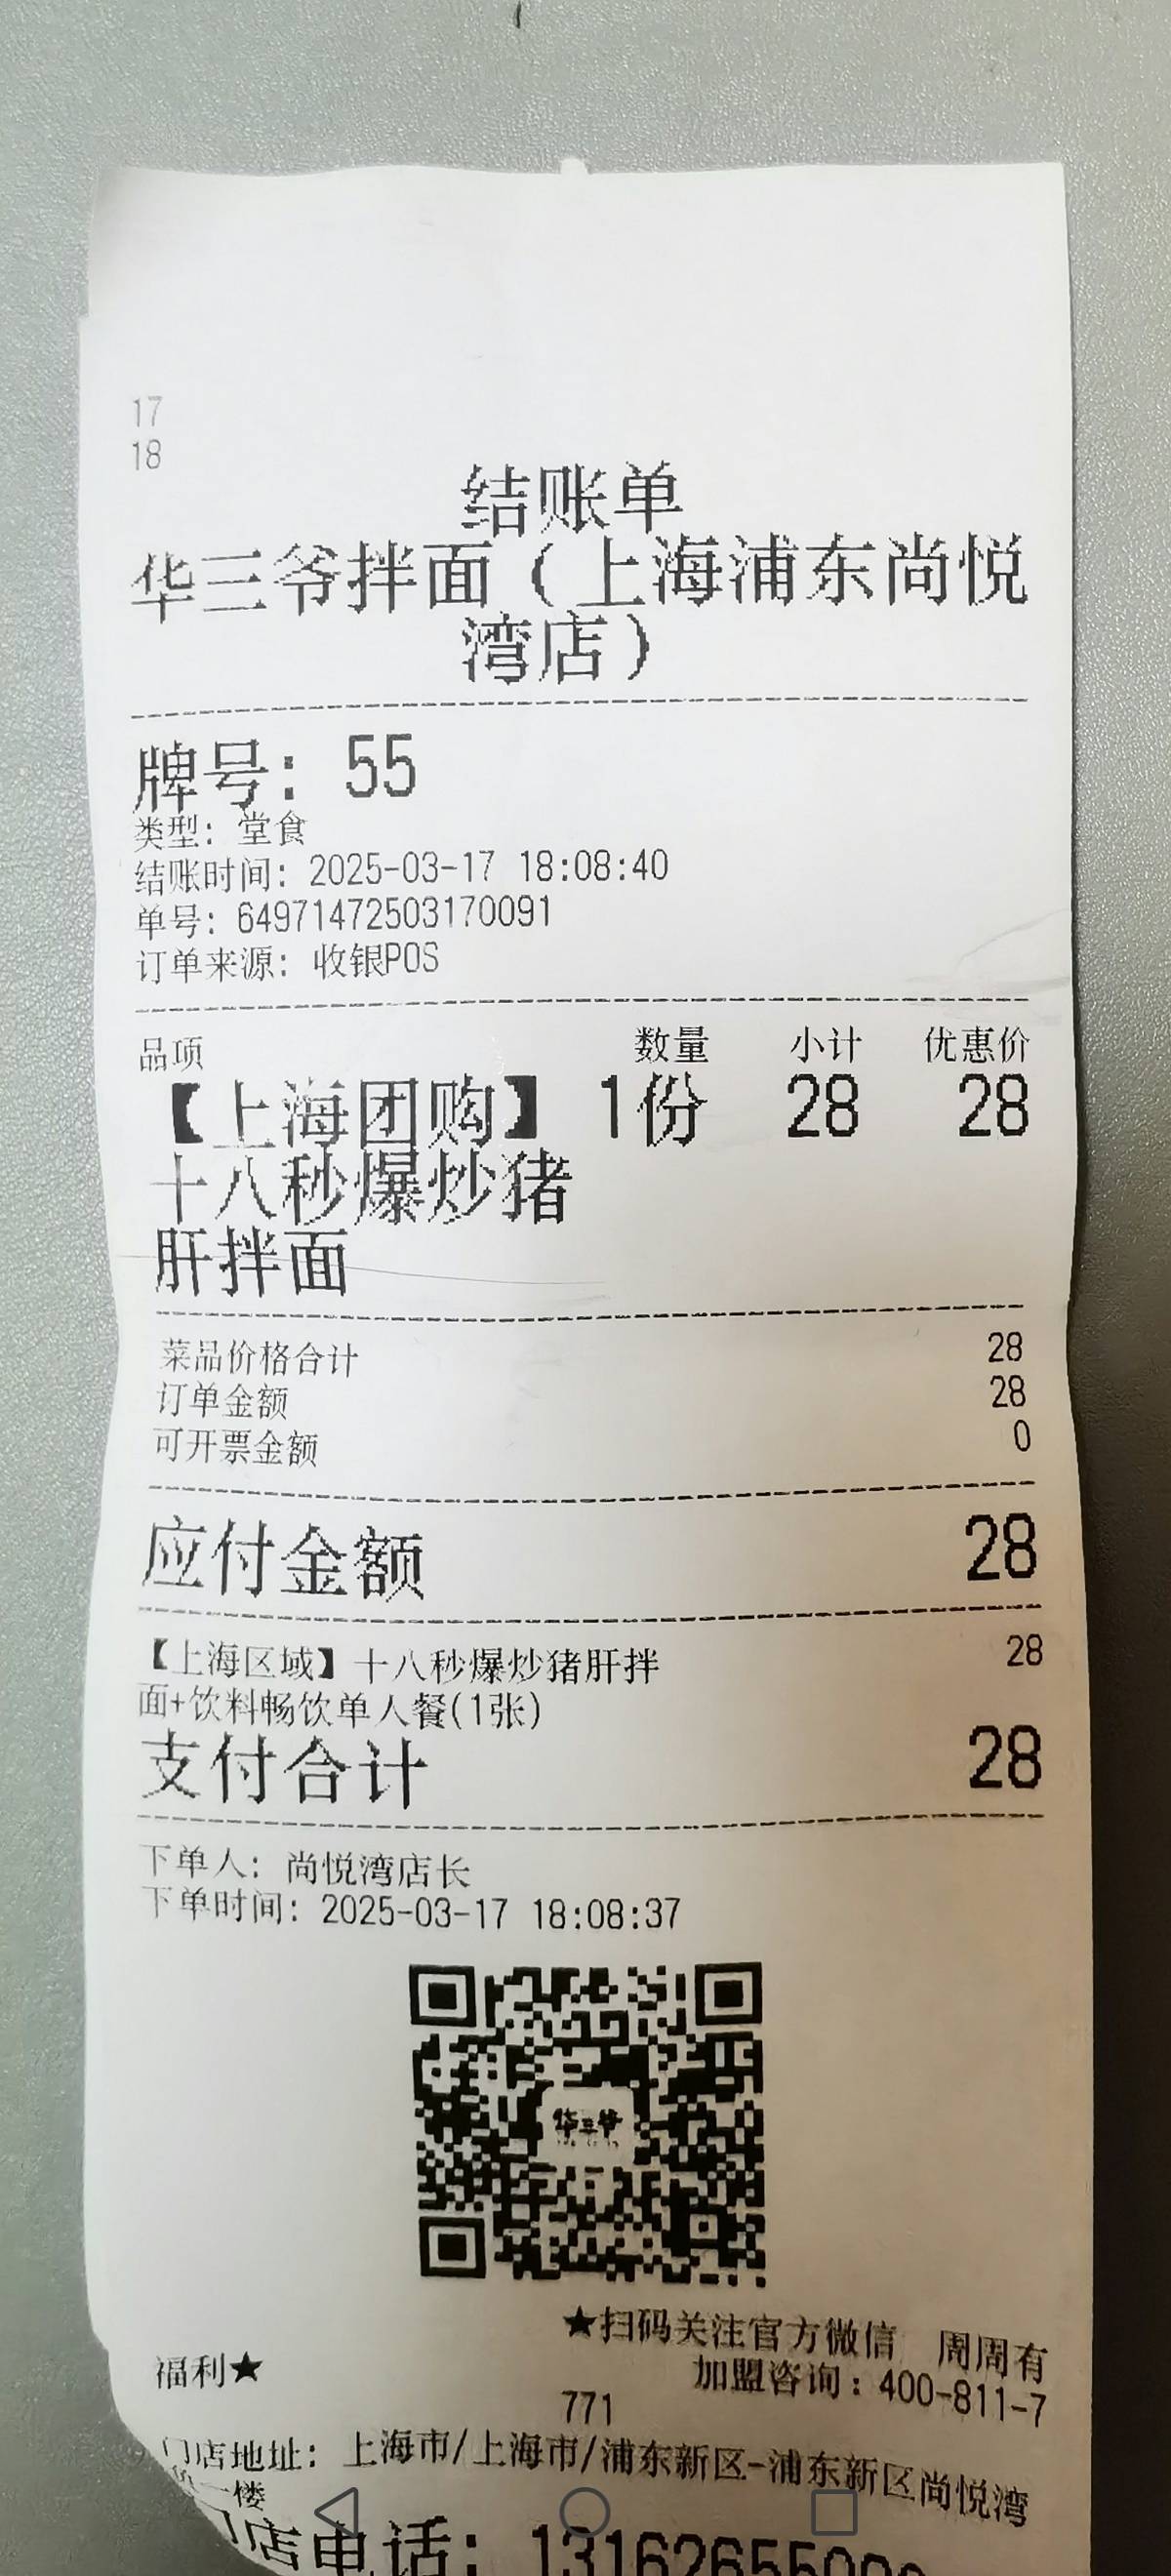 17
18
结账单
华三爷拌面（上海浦东尚悦
湾店）
牌号：55
类型：堂食
结账时间：2025-03-17 18:08:40
单号：64971472503170091
订单来源：收银POS
品项 数量 小计 优惠价
【上海团购】 1份 28 28
十八秒爆炒猪
肝拌面
菜品价格合计 28
订单金额 28
可开票金额 0
应付金额 28
【上海区域】十八秒爆炒猪肝拌 28
面+饮料畅饮单人餐(1张)
支付合计 28
下单人：尚悦湾店长
下单时间：2025-03-17 18:08:37
华三爷
★扫码关注官方微信 周周有
福利★
加盟咨询：400-811-7
771
门店地址：上海市/上海市/浦东新区-浦东新区尚悦湾
一楼
门店电话：13162655